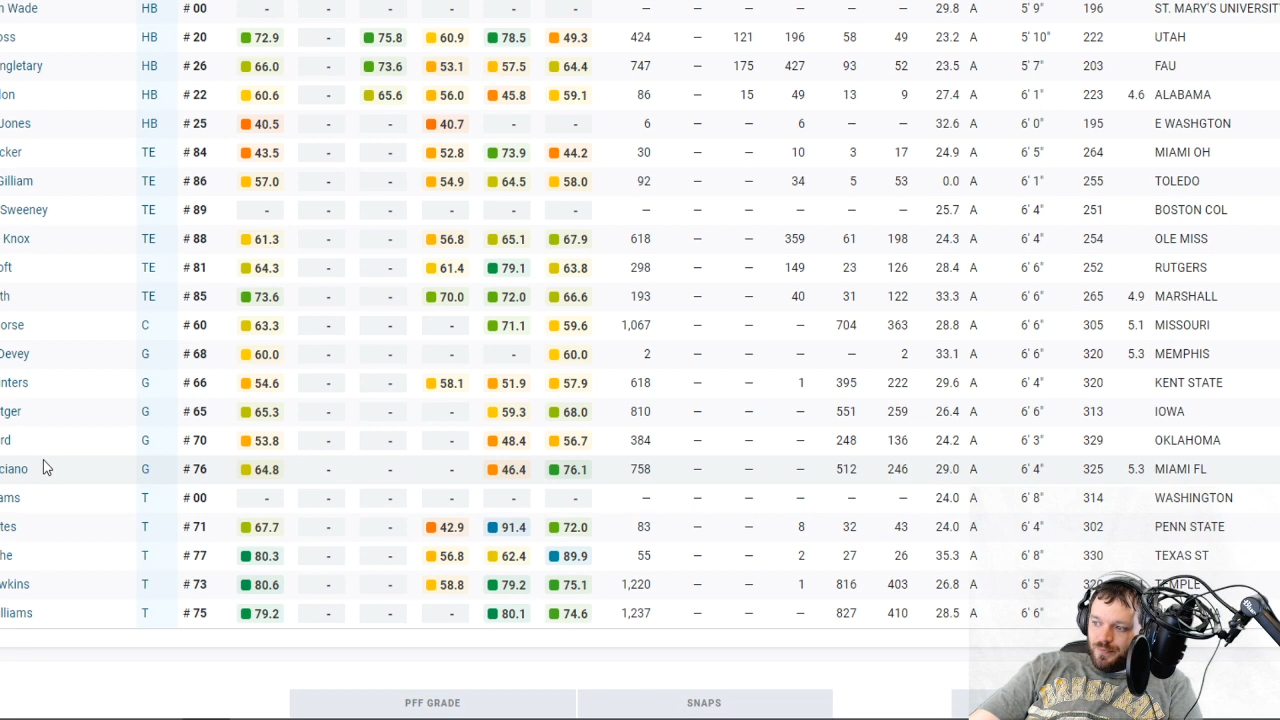 n Wade HB # 00 - - - - - - — — — — — — 29.8 A 5' 9" 196 ST. MARY'S UNIVERSIT
oss HB # 20 72.9 - 75.8 60.9 78.5 49.3 424 — 121 196 58 49 23.2 A 5' 10" 222 UTAH
ngletary HB # 26 66.0 - 73.6 53.1 57.5 64.4 747 — 175 427 93 52 23.5 A 5' 7" 203 FAU
lon HB # 22 60.6 - 65.6 56.0 45.8 59.1 86 — 15 49 13 9 27.4 A 6' 1" 223 4.6 ALABAMA
Jones HB # 25 40.5 - - 40.7 - - 6 — — 6 — — 32.6 A 6' 0" 195 E WASHGTON
cker TE # 84 43.5 - - 52.8 73.9 44.2 30 — — 10 3 17 24.9 A 6' 5" 264 MIAMI OH
Gilliam TE # 86 57.0 - - 54.9 64.5 58.0 92 — — 34 5 53 0.0 A 6' 1" 255 TOLEDO
Sweeney TE # 89 - - - - - - — — — — — — 25.7 A 6' 4" 251 BOSTON COL
Knox TE # 88 61.3 - - 56.8 65.1 67.9 618 — — 359 61 198 24.3 A 6' 4" 254 OLE MISS
oft TE # 81 64.3 - - 61.4 79.1 63.8 298 — — 149 23 126 28.4 A 6' 6" 252 RUTGERS
th TE # 85 73.6 - - 70.0 72.0 66.6 193 — — 40 31 122 33.3 A 6' 6" 265 4.9 MARSHALL
orse C # 60 63.3 - - - 71.1 59.6 1,067 — — — 704 363 28.8 A 6' 6" 305 5.1 MISSOURI
Devey G # 68 60.0 - - - - 60.0 2 — — — — 2 33.1 A 6' 6" 320 5.3 MEMPHIS
nters G # 66 54.6 - - 58.1 51.9 57.9 618 — — 1 395 222 29.6 A 6' 4" 320 KENT STATE
tger G # 65 65.3 - - - 59.3 68.0 810 — — — 551 259 26.4 A 6' 6" 313 IOWA
rd G # 70 53.8 - - - 48.4 56.7 384 — — — 248 136 24.2 A 6' 3" 329 OKLAHOMA
ciano G # 76 64.8 - - - 46.4 76.1 758 — — — 512 246 29.0 A 6' 4" 325 5.3 MIAMI FL
ams T # 00 - - - - - - — — — — — — 24.0 A 6' 8" 314 WASHINGTON
tes T # 71 67.7 - - 42.9 91.4 72.0 83 — — 8 32 43 24.0 A 6' 4" 302 PENN STATE
he T # 77 80.3 - - 56.8 62.4 89.9 55 — — 2 27 26 35.3 A 6' 8" 330 TEXAS ST
wkins T # 73 80.6 - - 58.8 79.2 75.1 1,220 — — 1 816 403 26.8 A 6' 5" TEMPLE
lliams T # 75 79.2 - - - 80.1 74.6 1,237 — — — 827 410 28.5 A 6' 6"
PFF GRADE SNAPS